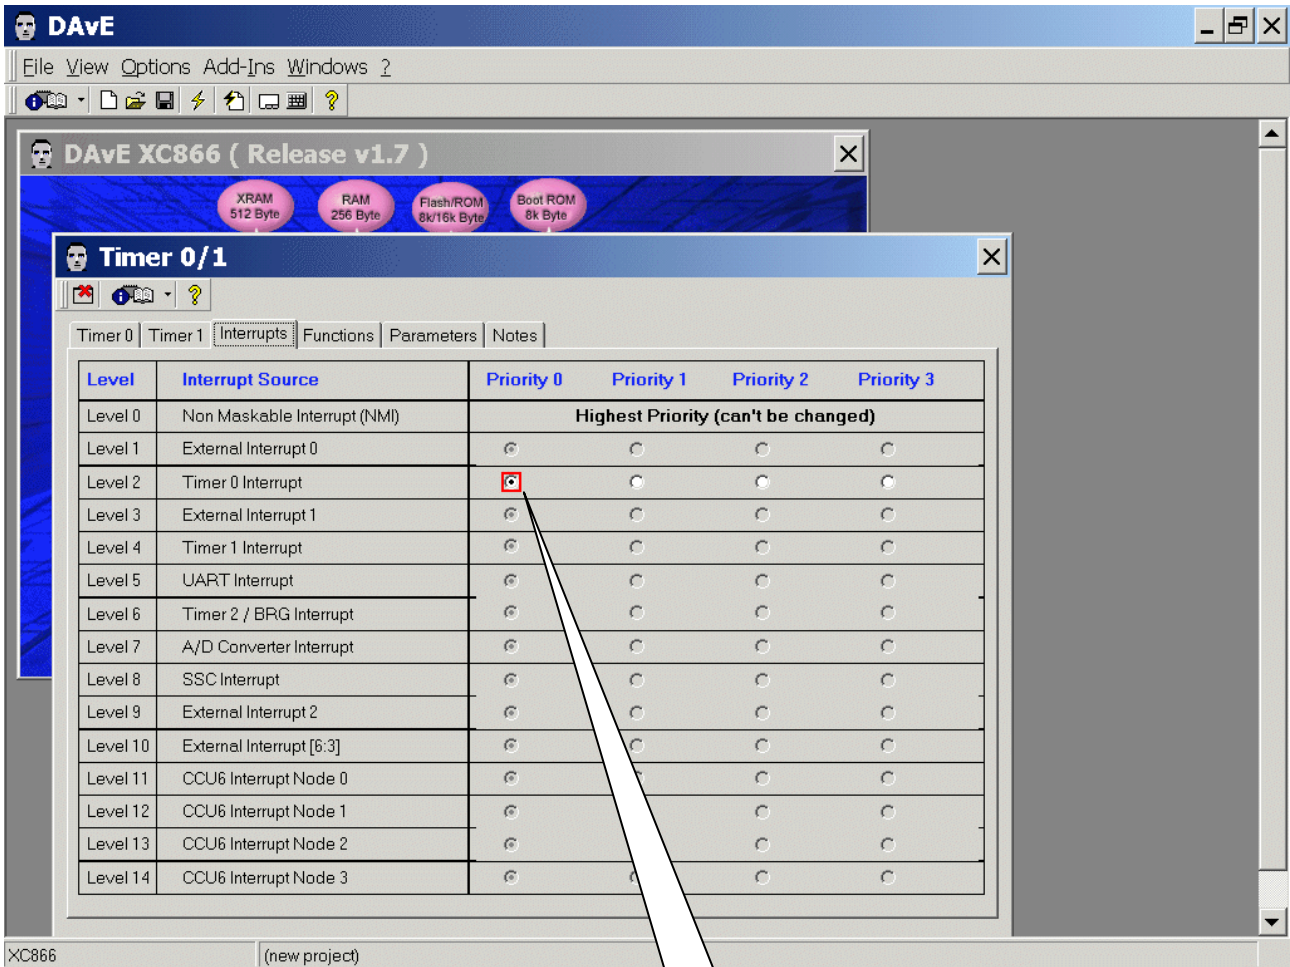 DAvE
File View Options Add-Ins Windows ?
DAvE XC866 ( Release v1.7 )
XRAM 512 Byte
RAM 256 Byte
Flash/ROM 8k/16k Byte
Boot ROM 8k Byte
Timer 0/1
Timer 0 Timer 1 Interrupts Functions Parameters Notes
Level Interrupt Source Priority 0 Priority 1 Priority 2 Priority 3
Level 0 Non Maskable Interrupt (NMI) Highest Priority (can't be changed)
Level 1 External Interrupt 0
Level 2 Timer 0 Interrupt
Level 3 External Interrupt 1
Level 4 Timer 1 Interrupt
Level 5 UART Interrupt
Level 6 Timer 2 / BRG Interrupt
Level 7 A/D Converter Interrupt
Level 8 SSC Interrupt
Level 9 External Interrupt 2
Level 10 External Interrupt [6:3]
Level 11 CCU6 Interrupt Node 0
Level 12 CCU6 Interrupt Node 1
Level 13 CCU6 Interrupt Node 2
Level 14 CCU6 Interrupt Node 3
XC866 (new project)